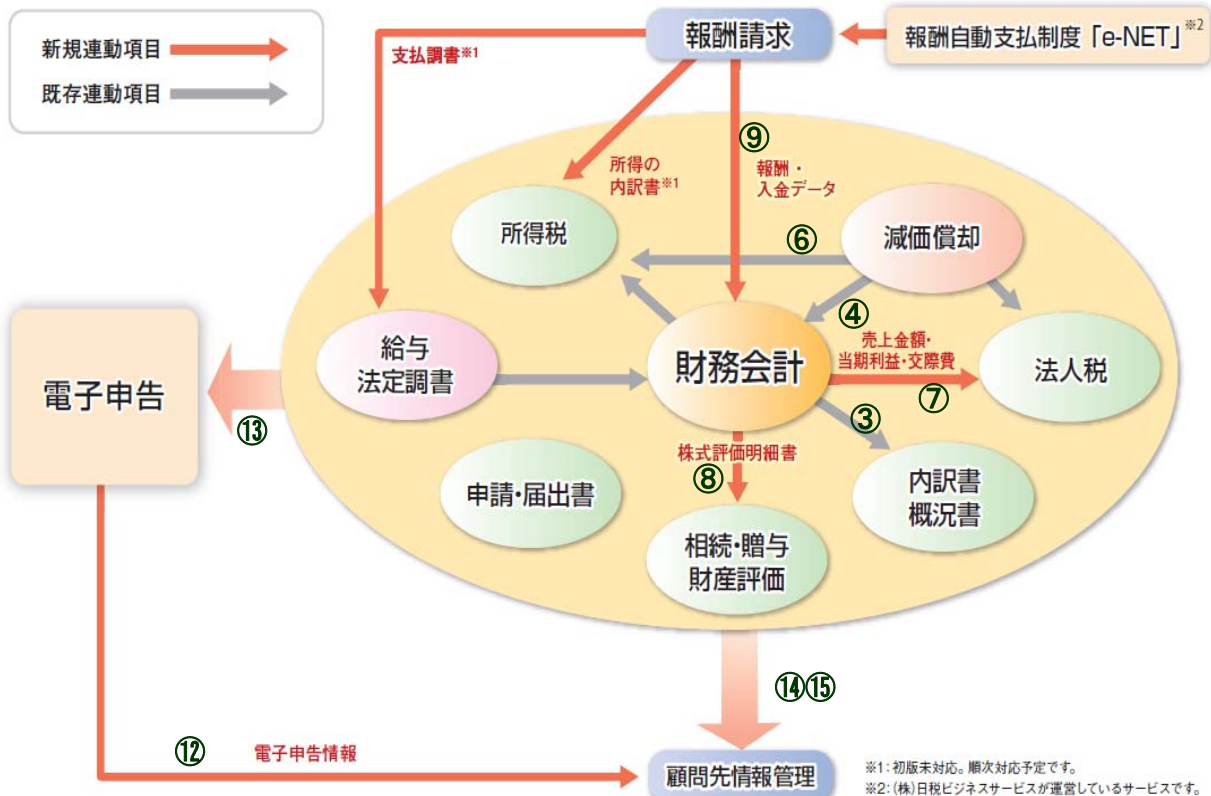 新規連動項目
既存連動項目
報酬請求
報酬自動支払制度「e-NET」※2
支払調書※1
所得の
内訳書※1
⑨
報酬・
入金データ
所得税
⑥
減価償却
④
給与
法定調書
財務会計
売上金額・
当期利益・交際費
⑦
法人税
電子申告
⑬
③
株式評価明細書
⑧
申請・届出書
内訳書
概況書
相続・贈与
財産評価
⑭⑮
⑫
電子申告情報
顧問先情報管理
※1:初版未対応。順次対応予定です。
※2:(株)日税ビジネスサービスが運営しているサービスです。